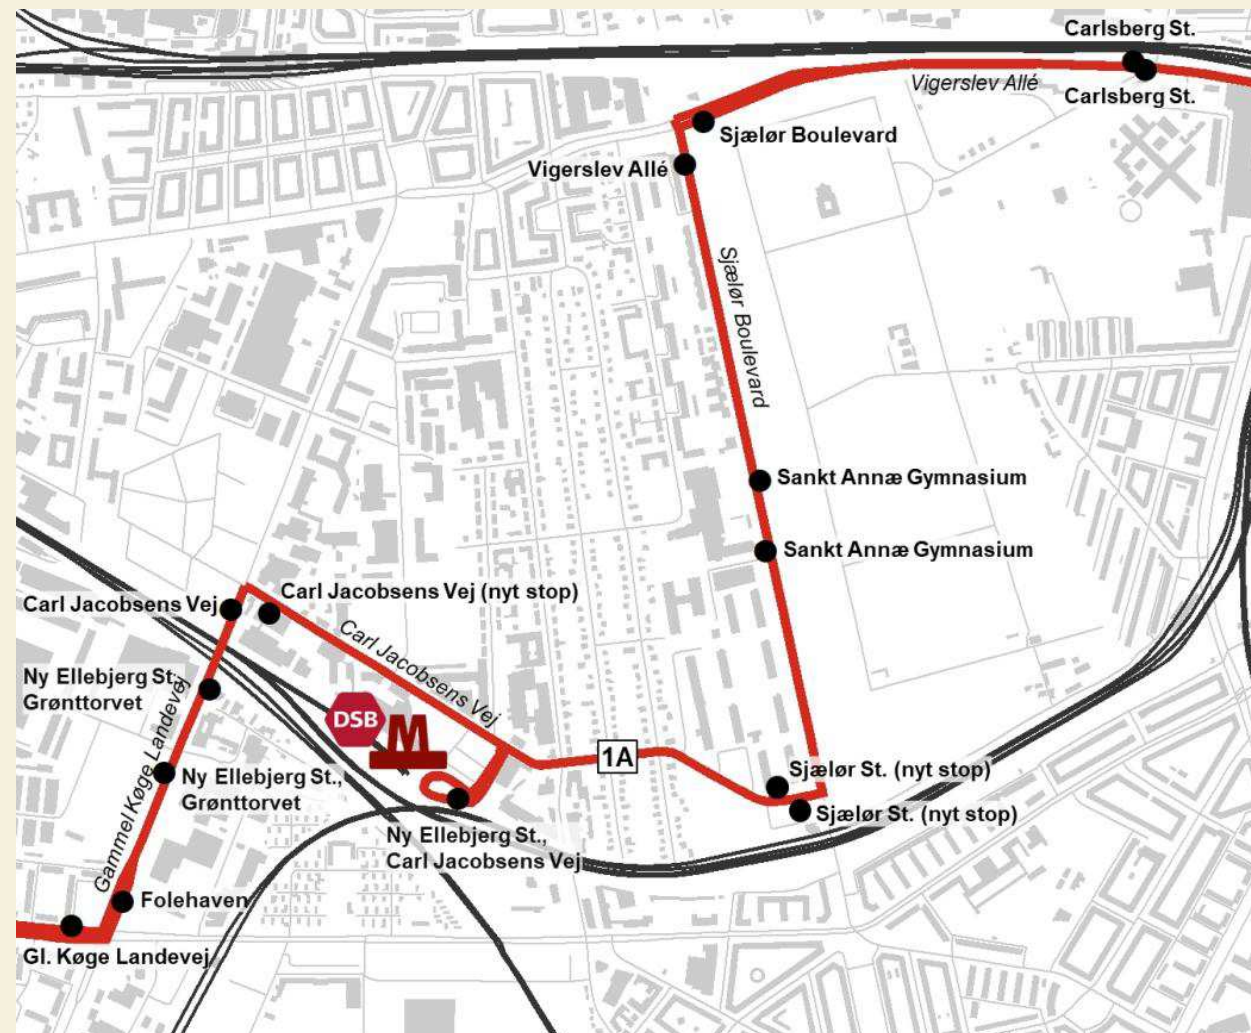 Carlsberg St.
Vigerslev Allé
Carlsberg St.
Sjælør Boulevard
Vigerslev Allé
Sjælør Boulevard
Sankt Annæ Gymnasium
Sankt Annæ Gymnasium
Carl Jacobsens Vej (nyt stop)
Carl Jacobsens Vej
Carl Jacobsens Vej
Ny Ellebjerg St.,
Grønttorvet
Gammel Køge Landevej
DSB
M
1A
Sjælør St. (nyt stop)
Ny Ellebjerg St.,
Grønttorvet
Sjælør St. (nyt stop)
Ny Ellebjerg St.,
Carl Jacobsens Vej
Folehaven
Gl. Køge Landevej